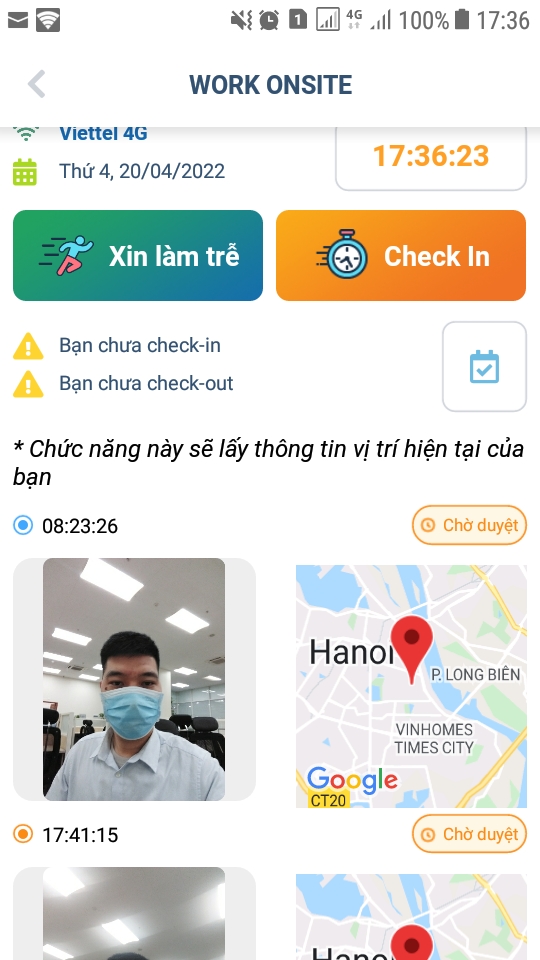 1 4G 100% 17:36
WORK ONSITE
Viettel 4G
Thứ 4, 20/04/2022
17:36:23
Xin làm trễ
Check In
Bạn chưa check-in
Bạn chưa check-out
* Chức năng này sẽ lấy thông tin vị trí hiện tại của
bạn
08:23:26
Chờ duyệt
Hanoi
P. LONG BIÊN
VINHOMES
TIMES CITY
Google
CT20
17:41:15
Chờ duyệt
Hanoi